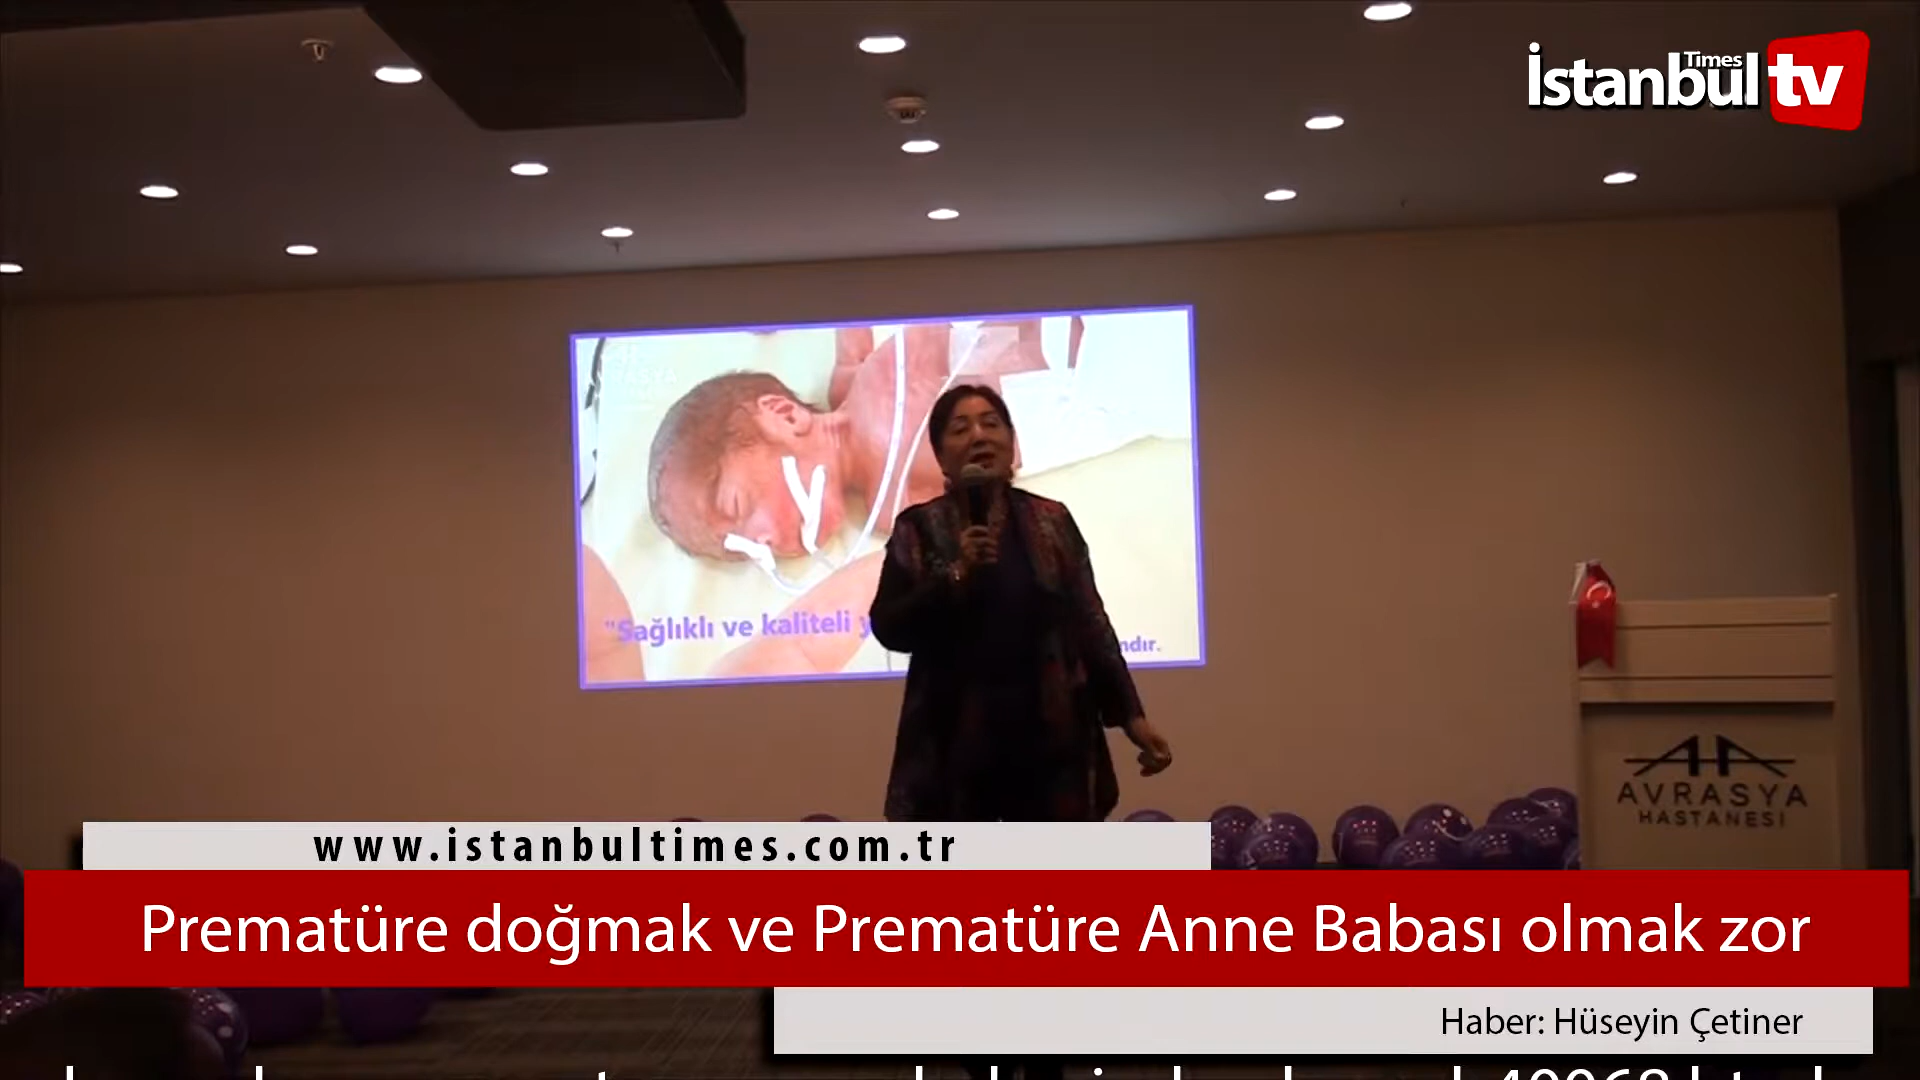 İstanbul Times tv
AVRASYA
"Sağlıklı ve kaliteli
ndır.
AVRASYA
HASTANESİ
www.istanbultimes.com.tr
Prematüre doğmak ve Prematüre Anne Babası olmak zor
Haber: Hüseyin Çetiner